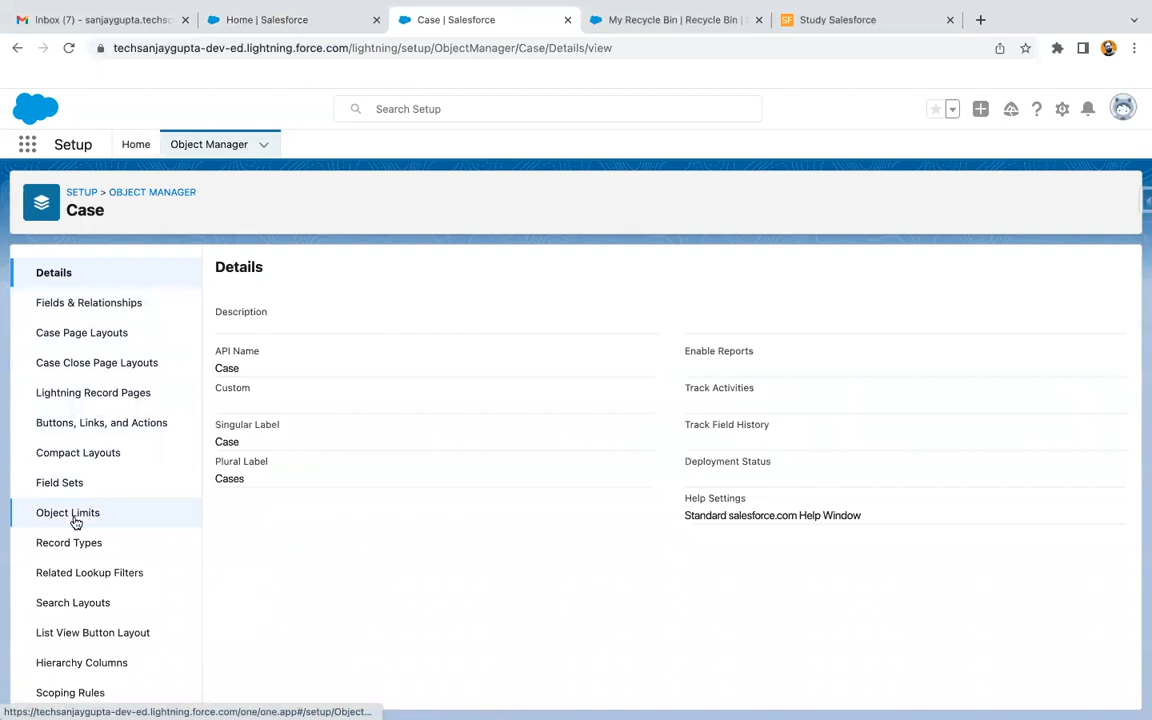 Inbox (7) - sanjaygupta.techsc
Home | Salesforce
Case | Salesforce
My Recycle Bin | Recycle Bin |
SF
Study Salesforce
techsanjaygupta-dev-ed.lightning.force.com/lightning/setup/ObjectManager/Case/Details/view
Search Setup
Setup
Home
Object Manager
SETUP > OBJECT MANAGER
Case
Details
Fields & Relationships
Case Page Layouts
Case Close Page Layouts
Lightning Record Pages
Buttons, Links, and Actions
Compact Layouts
Field Sets
Object Limits
Record Types
Related Lookup Filters
Search Layouts
List View Button Layout
Hierarchy Columns
Scoping Rules
Details
Description
API Name
Case
Custom
Singular Label
Case
Plural Label
Cases
Enable Reports
Track Activities
Track Field History
Deployment Status
Help Settings
Standard salesforce.com Help Window
https://techsanjaygupta-dev-ed.lightning.force.com/one/one.app#/setup/Object...